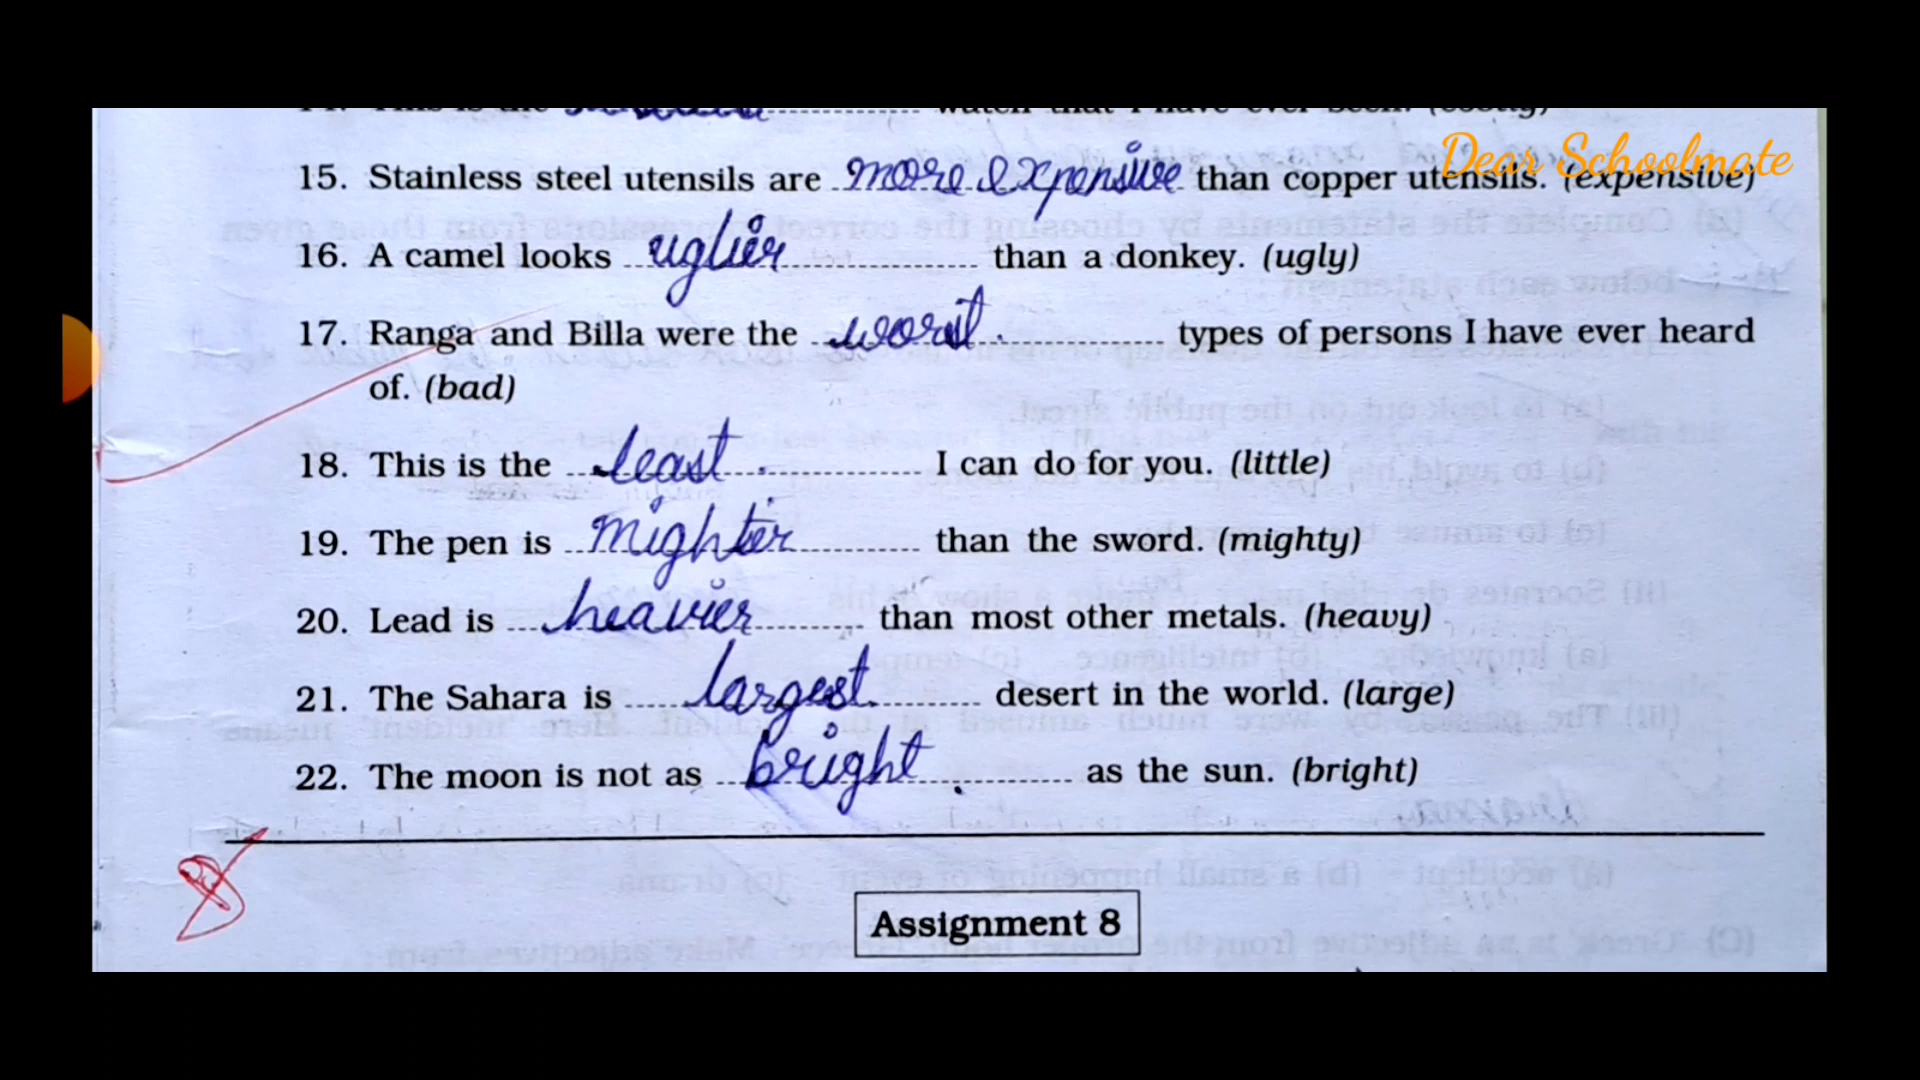 Dear Schoolmate
15. Stainless steel utensils are more expensive than copper utensils. (expensive)
16. A camel looks uglier than a donkey. (ugly)
17. Ranga and Billa were the worst types of persons I have ever heard
of. (bad)
18. This is the least I can do for you. (little)
19. The pen is mighter than the sword. (mighty)
20. Lead is heavier than most other metals. (heavy)
21. The Sahara is largest desert in the world. (large)
22. The moon is not as bright as the sun. (bright)
Assignment 8